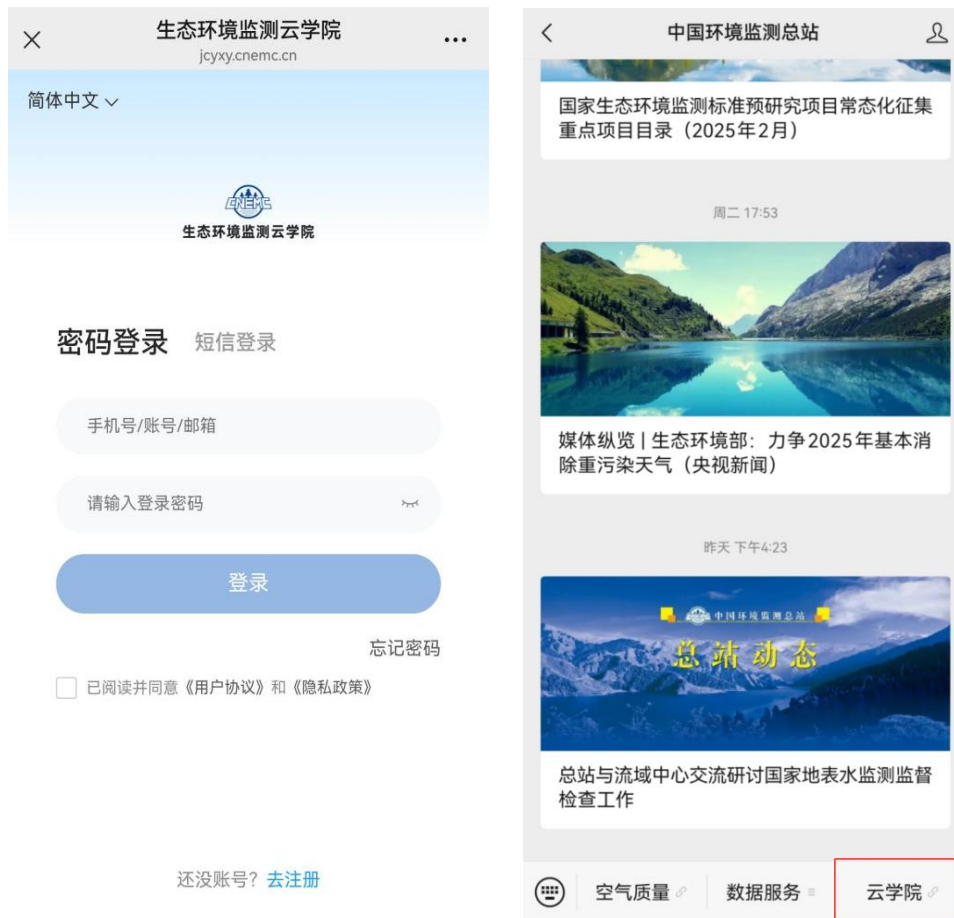 生态环境监测云学院
jcyxy.cnemc.cn
简体中文
CNEMC
生态环境监测云学院
密码登录 短信登录
手机号/账号/邮箱
请输入登录密码
登录
忘记密码
已阅读并同意《用户协议》和《隐私政策》
还没账号? 去注册
中国环境监测总站
国家生态环境监测标准预研究项目常态化征集
重点项目目录（2025年2月）
周二 17:53
媒体纵览 | 生态环境部：力争2025年基本消
除重污染天气（央视新闻）
昨天 下午4:23
中国环境监测总站
总站动态
总站与流域中心交流研讨国家地表水监测监督
检查工作
空气质量 数据服务 云学院